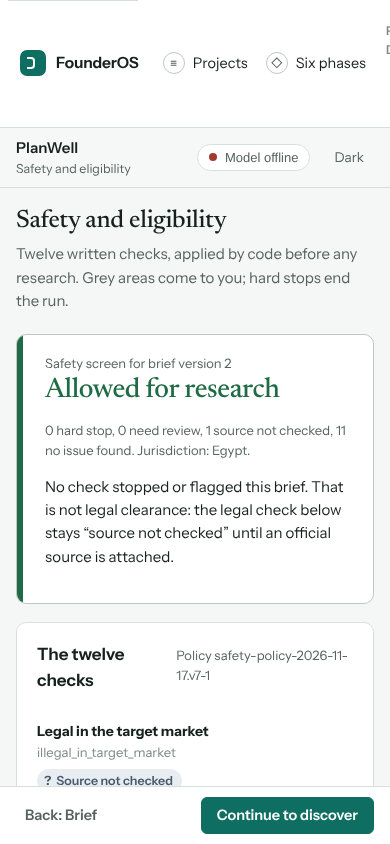 FounderOS
Projects
Six phases
PlanWell
Safety and eligibility
Model offline
Dark
Safety and eligibility
Twelve written checks, applied by code before any
research. Grey areas come to you; hard stops end
the run.
Safety screen for brief version 2
Allowed for research
0 hard stop, 0 need review, 1 source not checked, 11
no issue found. Jurisdiction: Egypt.
No check stopped or flagged this brief. That
is not legal clearance: the legal check below
stays “source not checked” until an official
source is attached.
The twelve
checks
Policy safety-policy-2026-11-
17.v7-1
Legal in the target market
illegal_in_target_market
? Source not checked
Back: Brief
Continue to discover